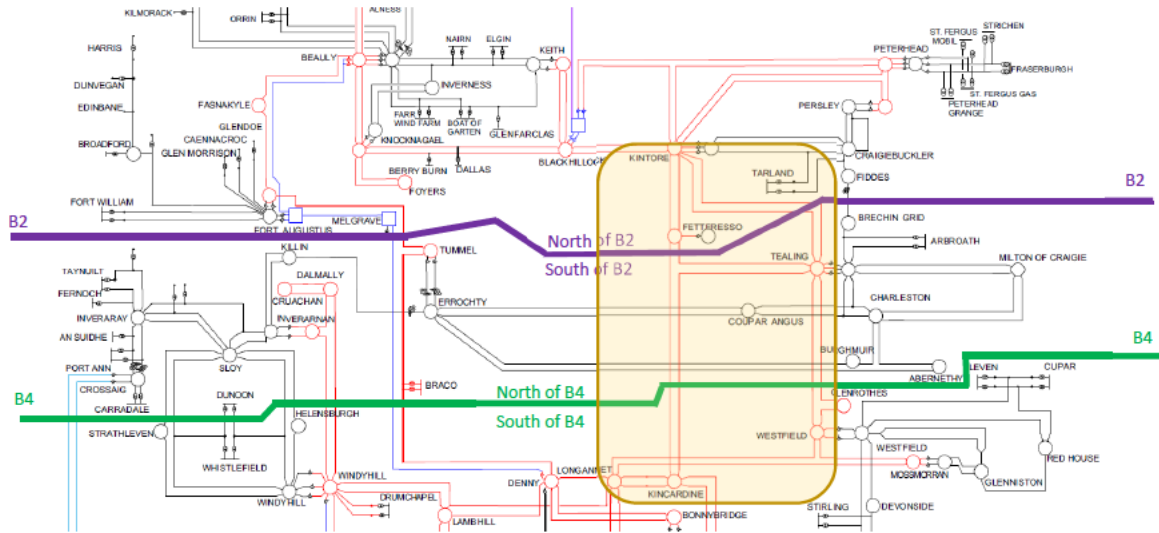 KILMORACK
ORRIN
ALNESS
HARRIS
DUNVEGAN
EDINBANE
BROADFORD
BEAULY
NAIRN
ELGIN
KEITH
INVERNESS
FASNAKYLE
GLENDOE
CAENNACROC
GLEN MORRISON
FARR
WIND FARM
BOAT OF
GARTEN
GLENFARCLAS
KNOCKNAGAEL
BERRY BURN
DALLAS
BLACKHILLOCK
FOYERS
PETERHEAD
ST. FERGUS
MOBIL
STRICHEN
FRASERBURGH
ST. FERGUS GAS
PETERHEAD
GRANGE
PERSLEY
KINTORE
CRAIGIEBUCKLER
TARLAND
FIDDES
FORT WILLIAM
FORT AUGUSTUS
MELGRAVE
B2
North of B2
South of B2
B2
FETTERESSO
BRECHIN GRID
ARBROATH
TUMMEL
KILLIN
TAYNUILT
DALMALLY
FERNOCH
CRUACHAN
INVERARAY
INVERARNAN
AN SUIDHE
ERROCHTY
TEALING
MILTON OF CRAIGIE
CHARLESTON
COUPAR ANGUS
BURGHMUIR
ABERNETHY
PORT ANN
CROSSAIG
CARRADALE
SLOY
DUNOON
BRACO
B4
North of B4
South of B4
B4
LEVEN
CUPAR
GLENROTHES
HELENSBURGH
STRATHLEVEN
WHISTLEFIELD
WINDYHILL
WINDYHILL
DRUMCHAPEL
LAMBHILL
DENNY
LONGANNET
KINCARDINE
BONNYBRIDGE
WESTFIELD
WESTFIELD
RED HOUSE
MOSSMORRAN
GLENNISTON
STIRLING
DEVONSIDE